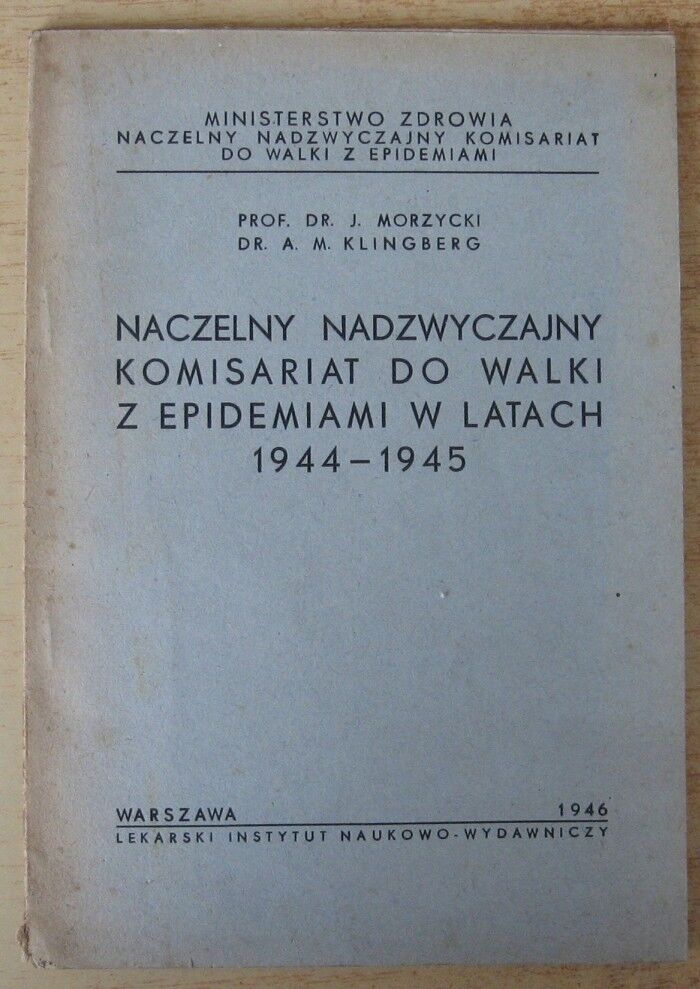 MINISTERSTWO ZDROWIA
NACZELNY NADZWYCZAJNY KOMISARIAT
DO WALKI Z EPIDEMIAMI
PROF. DR. J. MORZYCKI
DR. A. M. KLINGBERG
NACZELNY NADZWYCZAJNY
KOMISARIAT DO WALKI
Z EPIDEMIAMI W LATACH
1944–1945
WARSZAWA 1946
LEKARSKI INSTYTUT NAUKOWO-WYDAWNICZY